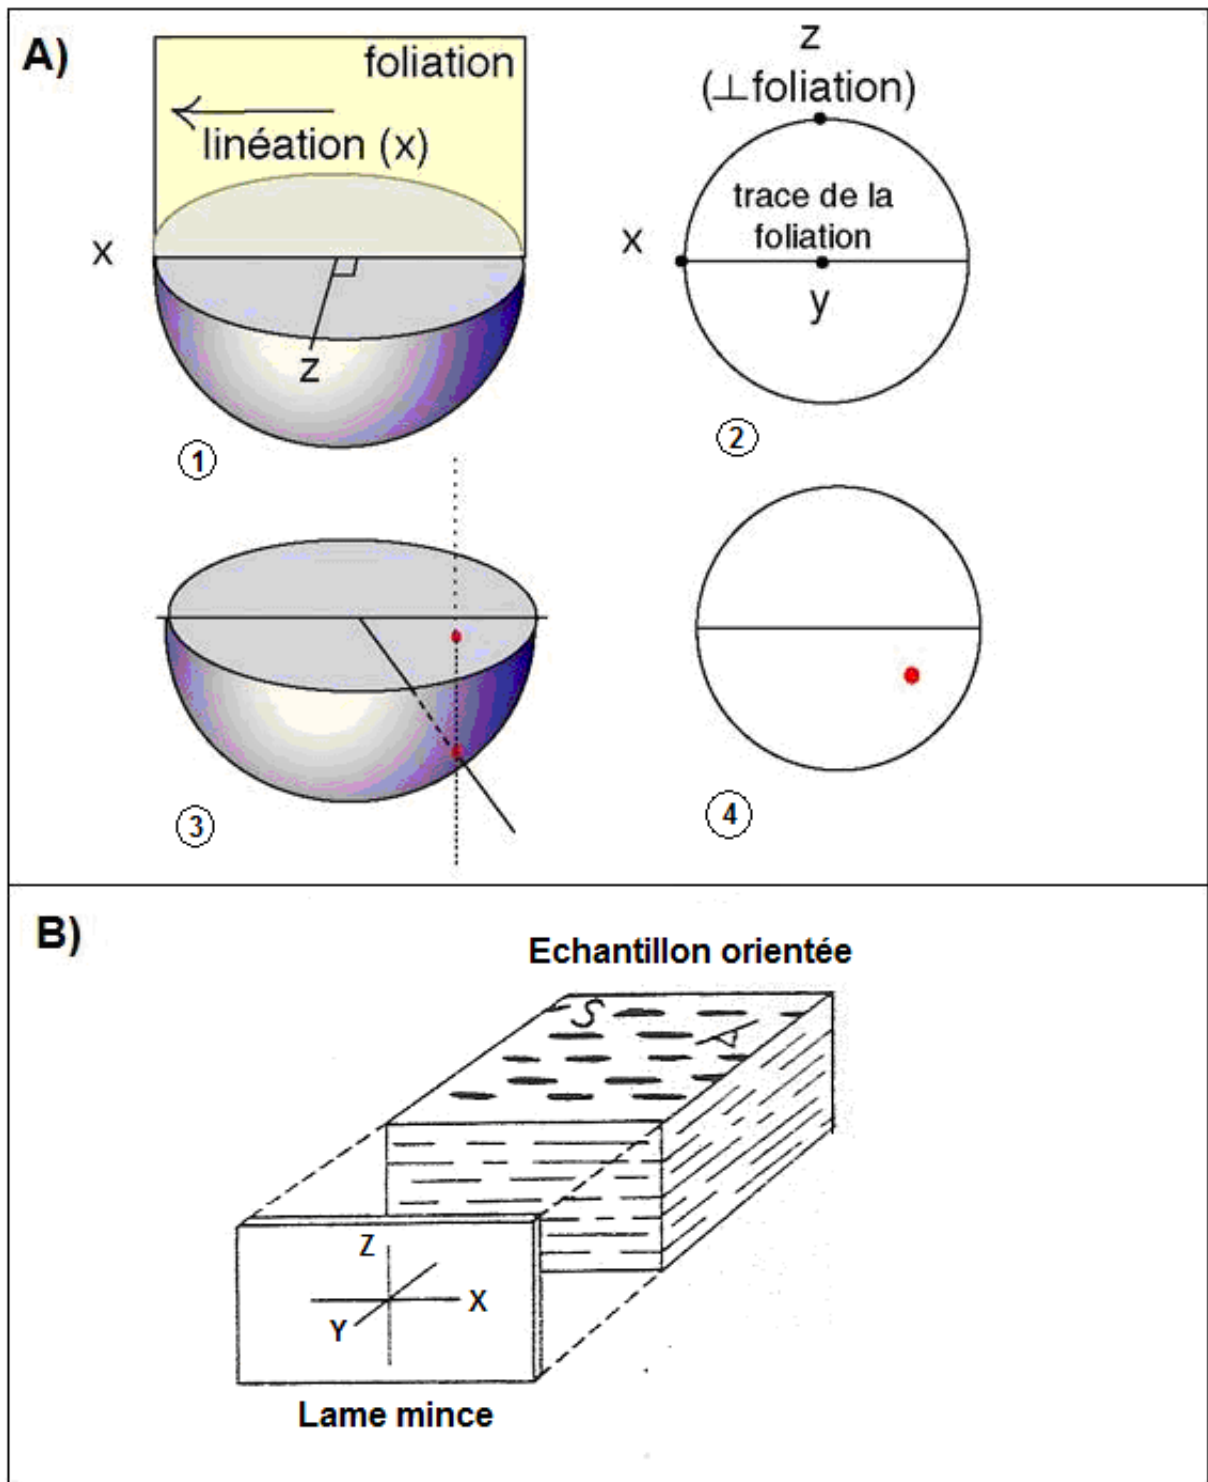 A)
foliation
linéation (x)
x
z
1
z
(⊥foliation)
trace de la
foliation
x
y
2
3
4
B)
Echantillon orientée
S
Z
X
Y
Lame mince